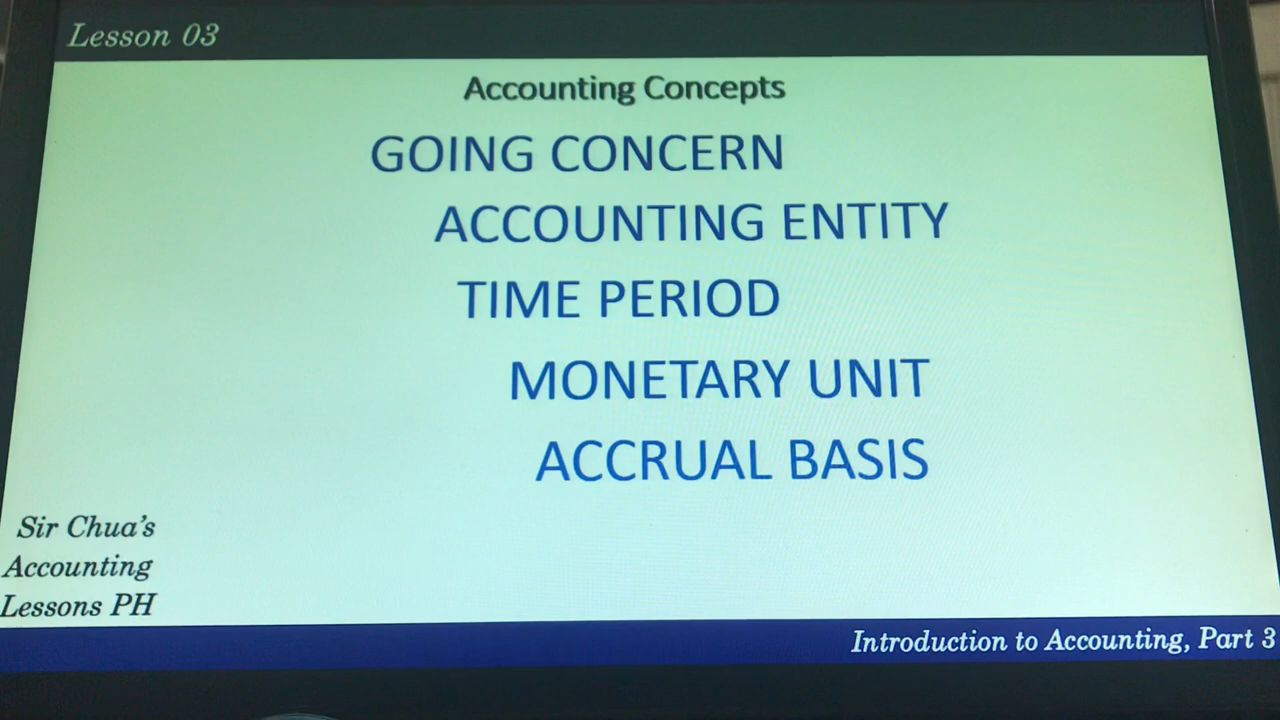 Lesson 03
Accounting Concepts
GOING CONCERN
ACCOUNTING ENTITY
TIME PERIOD
MONETARY UNIT
ACCRUAL BASIS
Sir Chua's
Accounting
Lessons PH
Introduction to Accounting, Part 3